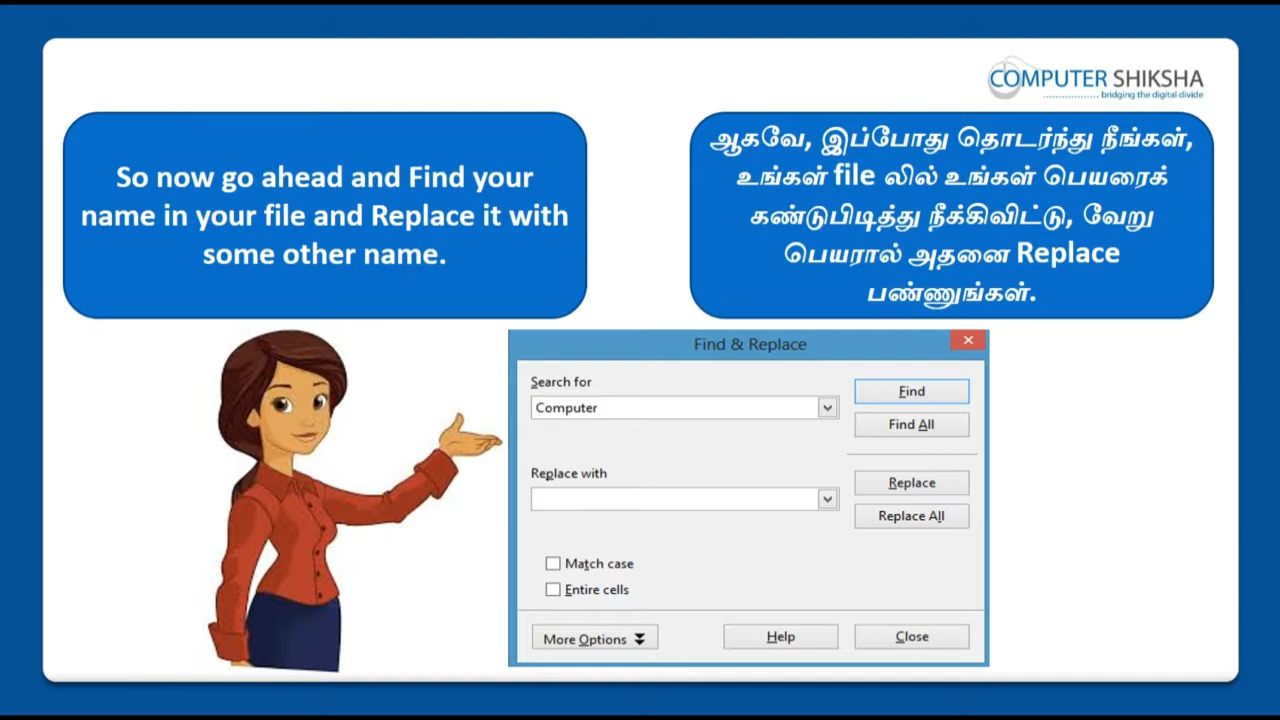 COMPUTER SHIKSHA
bridging the digital divide
So now go ahead and Find your
name in your file and Replace it with
some other name.
ஆகவே, இப்போது தொடர்ந்து நீங்கள்,
உங்கள் file லில் உங்கள் பெயரைக்
கண்டுபிடித்து நீக்கிவிட்டு, வேறு
பெயரால் அதனை Replace
பண்ணுங்கள்.
Find & Replace
Search for
Computer
Find
Find All
Replace with
Replace
Replace All
Match case
Entire cells
More Options
Help
Close